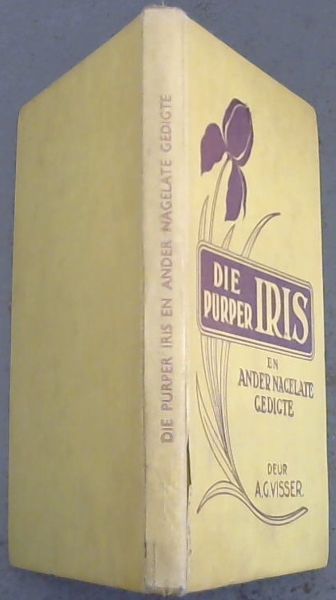 DIE PURPER IRIS EN ANDER NAGELATE GEDIGTE
DIE
PURPER IRIS
EN
ANDER NAGELATE
GEDIGTE
DEUR
A.G. VISSER.